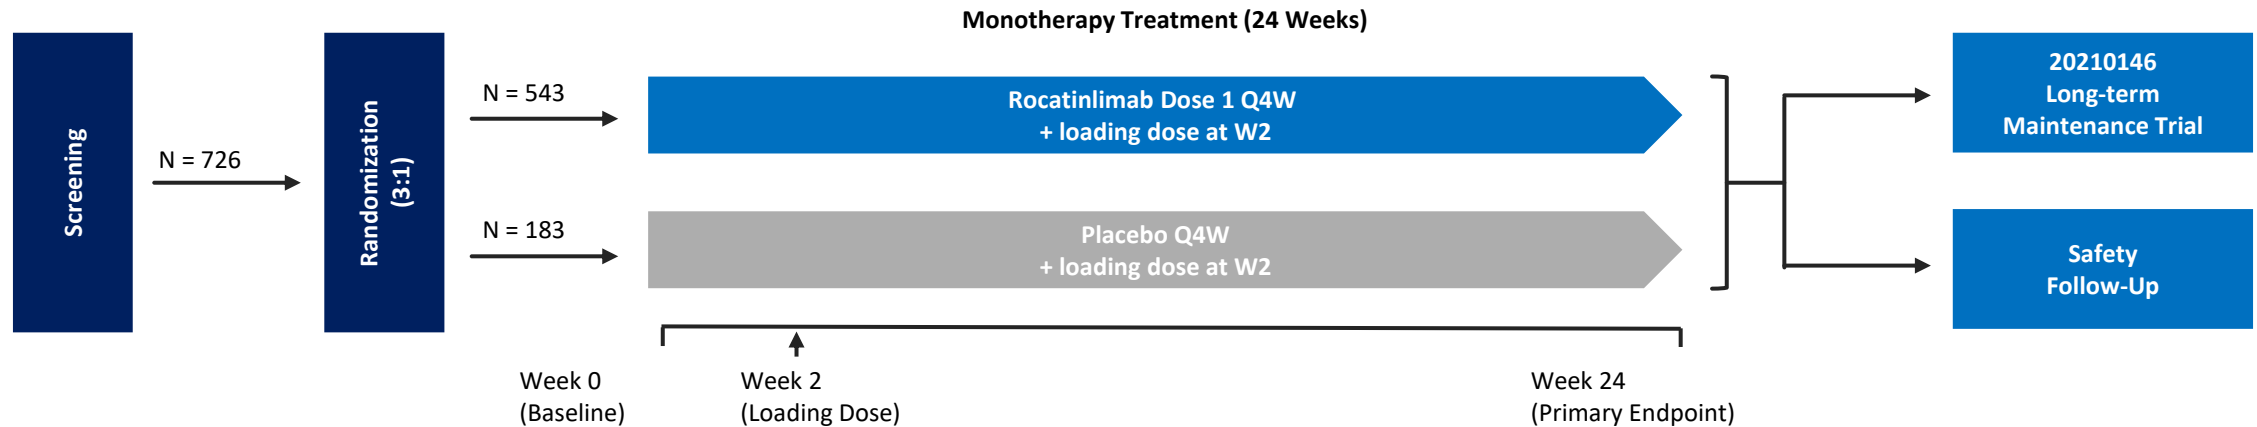 Monotherapy Treatment (24 Weeks)
Screening
N = 726
Randomization
(3:1)
N = 543
Rocatinlimab Dose 1 Q4W
+ loading dose at W2
N = 183
Placebo Q4W
+ loading dose at W2
20210146
Long-term
Maintenance Trial
Safety
Follow-Up
Week 0
(Baseline)
Week 2
(Loading Dose)
Week 24
(Primary Endpoint)